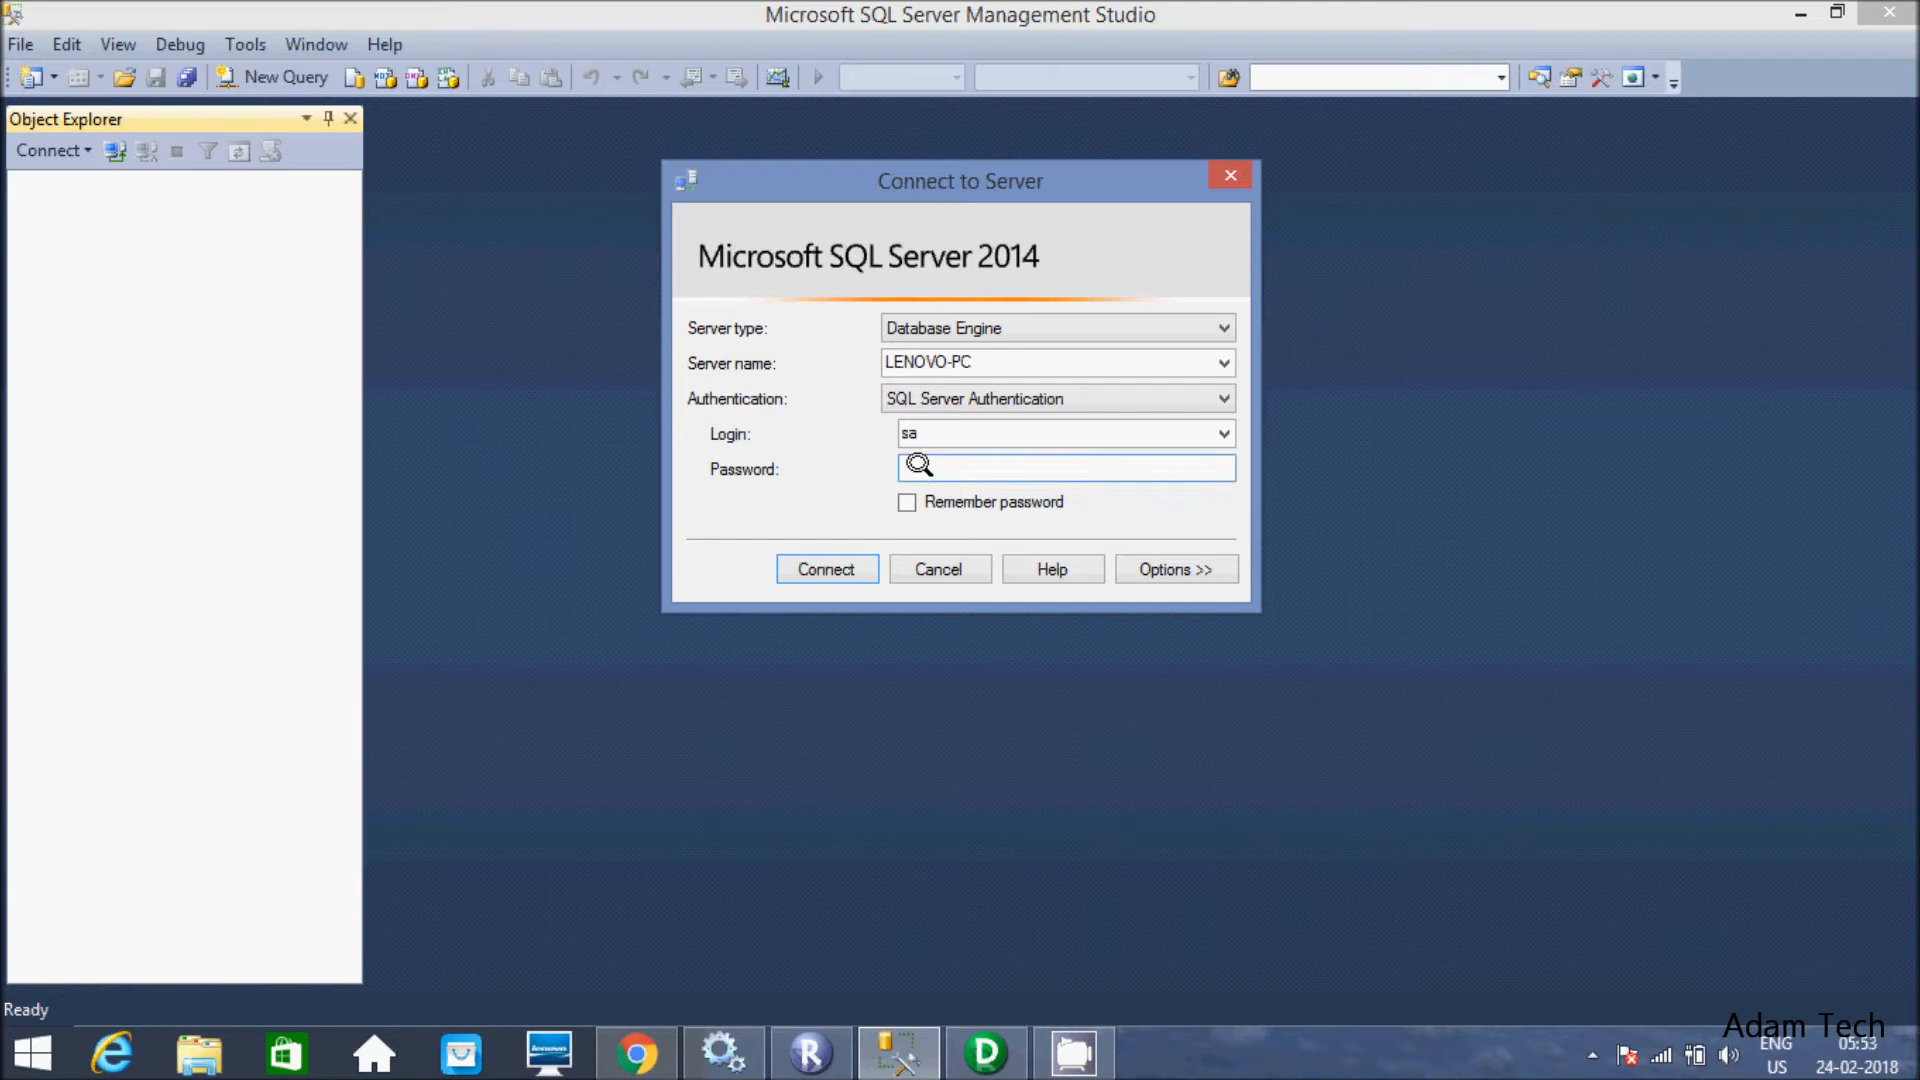 Microsoft SQL Server Management Studio
File Edit View Debug Tools Window Help
New Query
Object Explorer
Connect
Connect to Server
Microsoft SQL Server 2014
Server type: Database Engine
Server name: LENOVO-PC
Authentication: SQL Server Authentication
Login: sa
Password:
Remember password
Connect Cancel Help Options >>
Ready
Adam Tech
ENG 05:53
US 24-02-2018